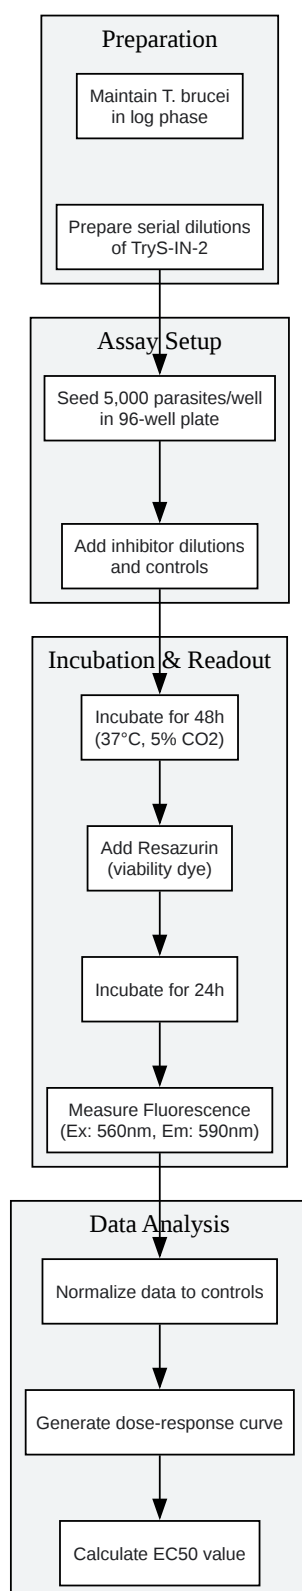 Preparation
Maintain T. brucei
in log phase
Prepare serial dilutions
of TryS-IN-2
Assay Setup
Seed 5,000 parasites/well
in 96-well plate
Add inhibitor dilutions
and controls
Incubation & Readout
Incubate for 48h
(37°C, 5% CO2)
Add Resazurin
(viability dye)
Incubate for 24h
Measure Fluorescence
(Ex: 560nm, Em: 590nm)
Data Analysis
Normalize data to controls
Generate dose-response curve
Calculate EC50 value